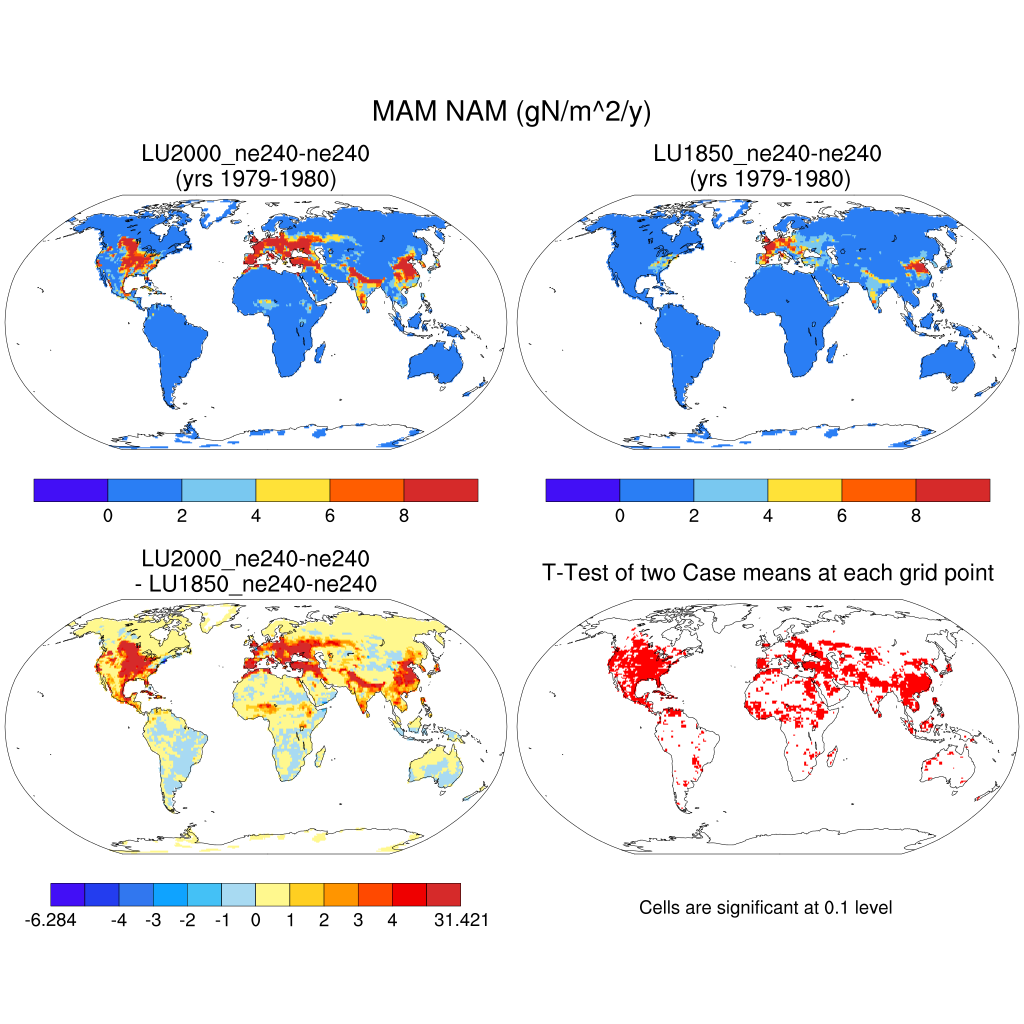 MAM NAM (gN/m^2/y)
LU2000_ne240-ne240
(yrs 1979-1980)
LU1850_ne240-ne240
(yrs 1979-1980)
0 2 4 6 8
0 2 4 6 8
LU2000_ne240-ne240
- LU1850_ne240-ne240
T-Test of two Case means at each grid point
-6.284 -4 -3 -2 -1 0 1 2 3 4 31.421
Cells are significant at 0.1 level